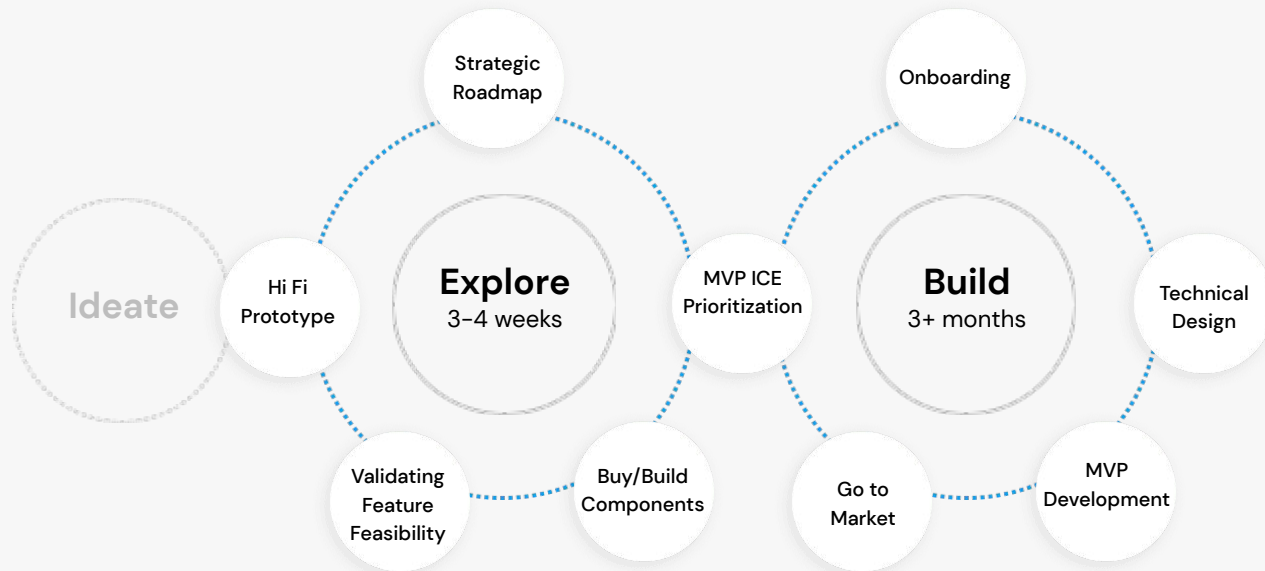 Strategic
Roadmap
Onboarding
Ideate
Hi Fi
Prototype
Explore
3-4 weeks
MVP ICE
Prioritization
Build
3+ months
Technical
Design
Validating
Feature
Feasibility
Buy/Build
Components
Go to
Market
MVP
Development